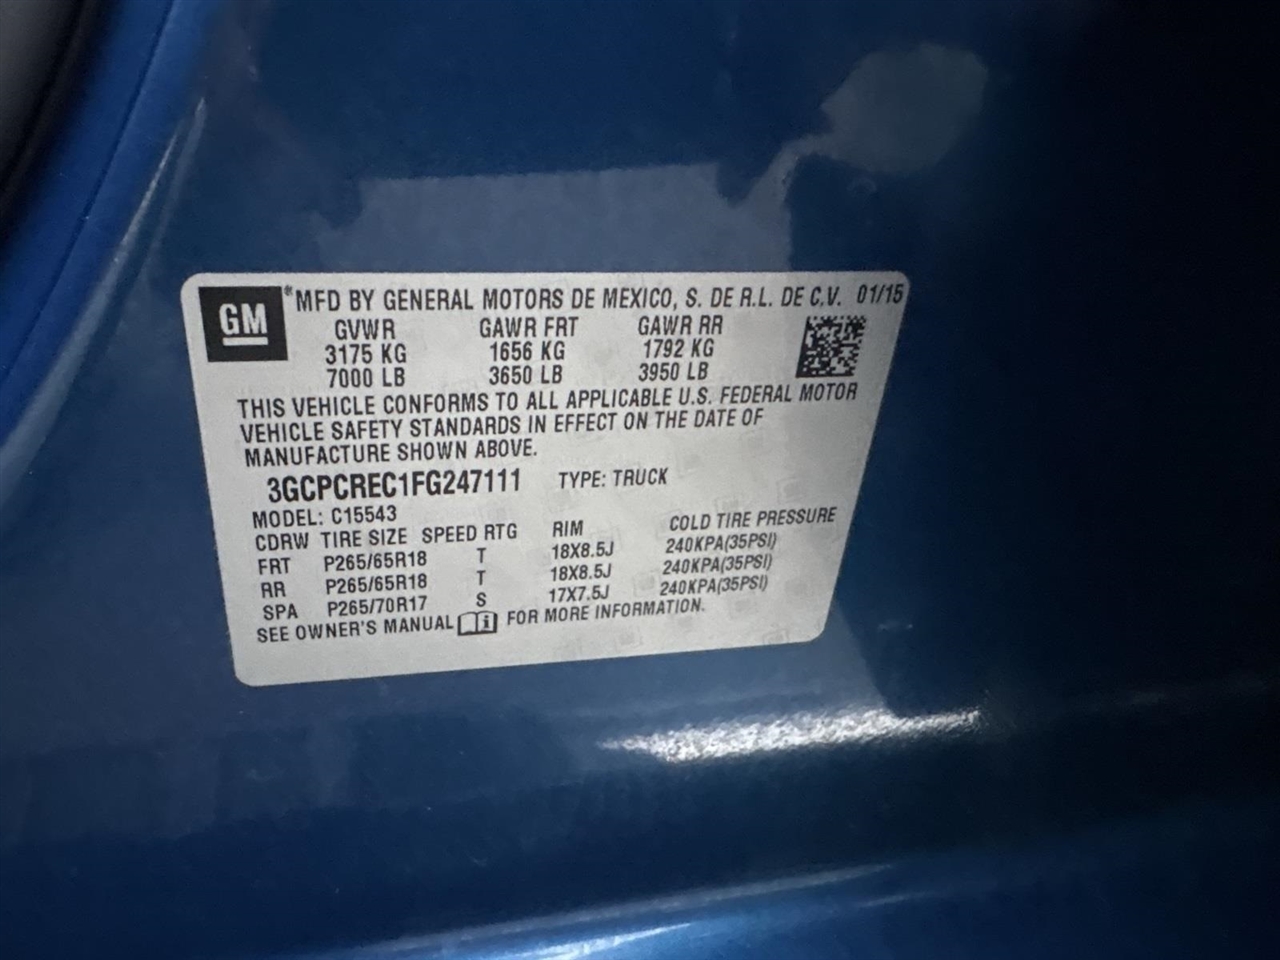 GM
®MFD BY GENERAL MOTORS DE MEXICO, S. DE R.L. DE C.V. 01/15
GVWR GAWR FRT GAWR RR
3175 KG 1656 KG 1792 KG
7000 LB 3650 LB 3950 LB
THIS VEHICLE CONFORMS TO ALL APPLICABLE U.S. FEDERAL MOTOR
VEHICLE SAFETY STANDARDS IN EFFECT ON THE DATE OF
MANUFACTURE SHOWN ABOVE.
3GCPCREC1FG247111 TYPE: TRUCK
MODEL: C15543
CDRW TIRE SIZE SPEED RTG RIM COLD TIRE PRESSURE
FRT P265/65R18 T 18X8.5J 240KPA(35PSI)
RR P265/65R18 T 18X8.5J 240KPA(35PSI)
SPA P265/70R17 S 17X7.5J 240KPA(35PSI)
SEE OWNER'S MANUAL i FOR MORE INFORMATION.